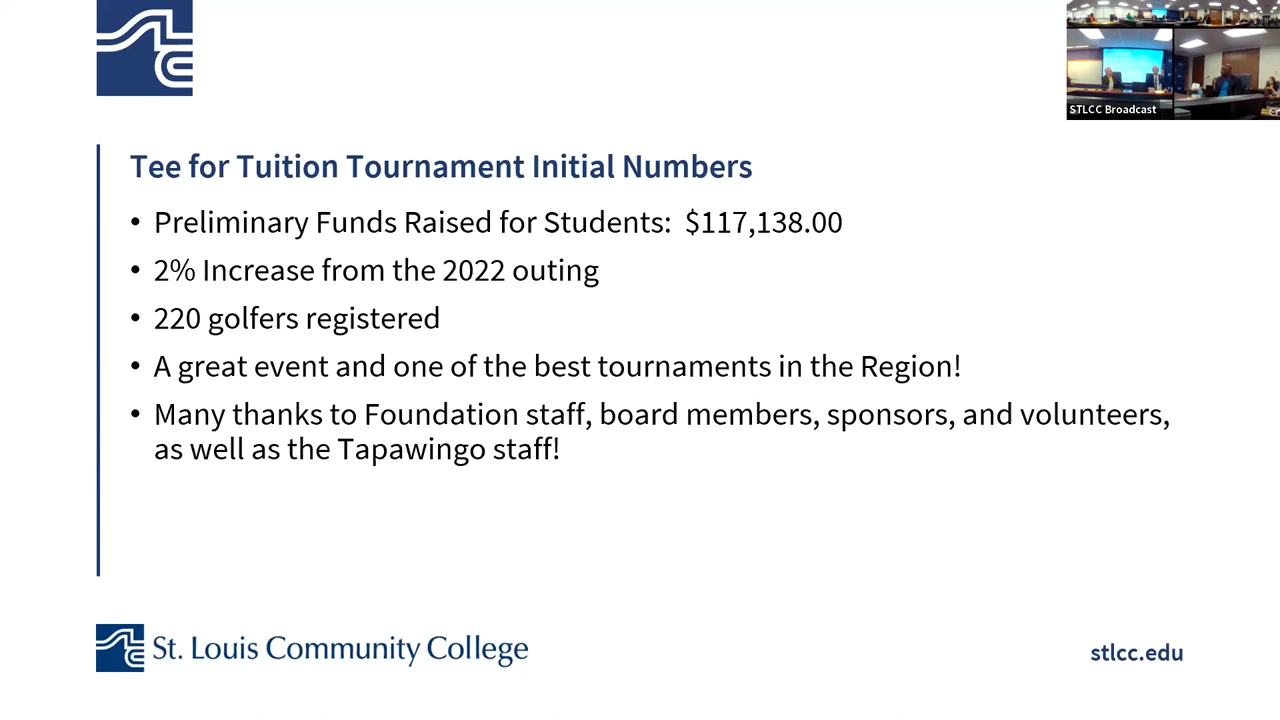 STLCC Broadcast
Tee for Tuition Tournament Initial Numbers
• Preliminary Funds Raised for Students: $117,138.00
• 2% Increase from the 2022 outing
• 220 golfers registered
• A great event and one of the best tournaments in the Region!
• Many thanks to Foundation staff, board members, sponsors, and volunteers,
as well as the Tapawingo staff!
St. Louis Community College
stlcc.edu